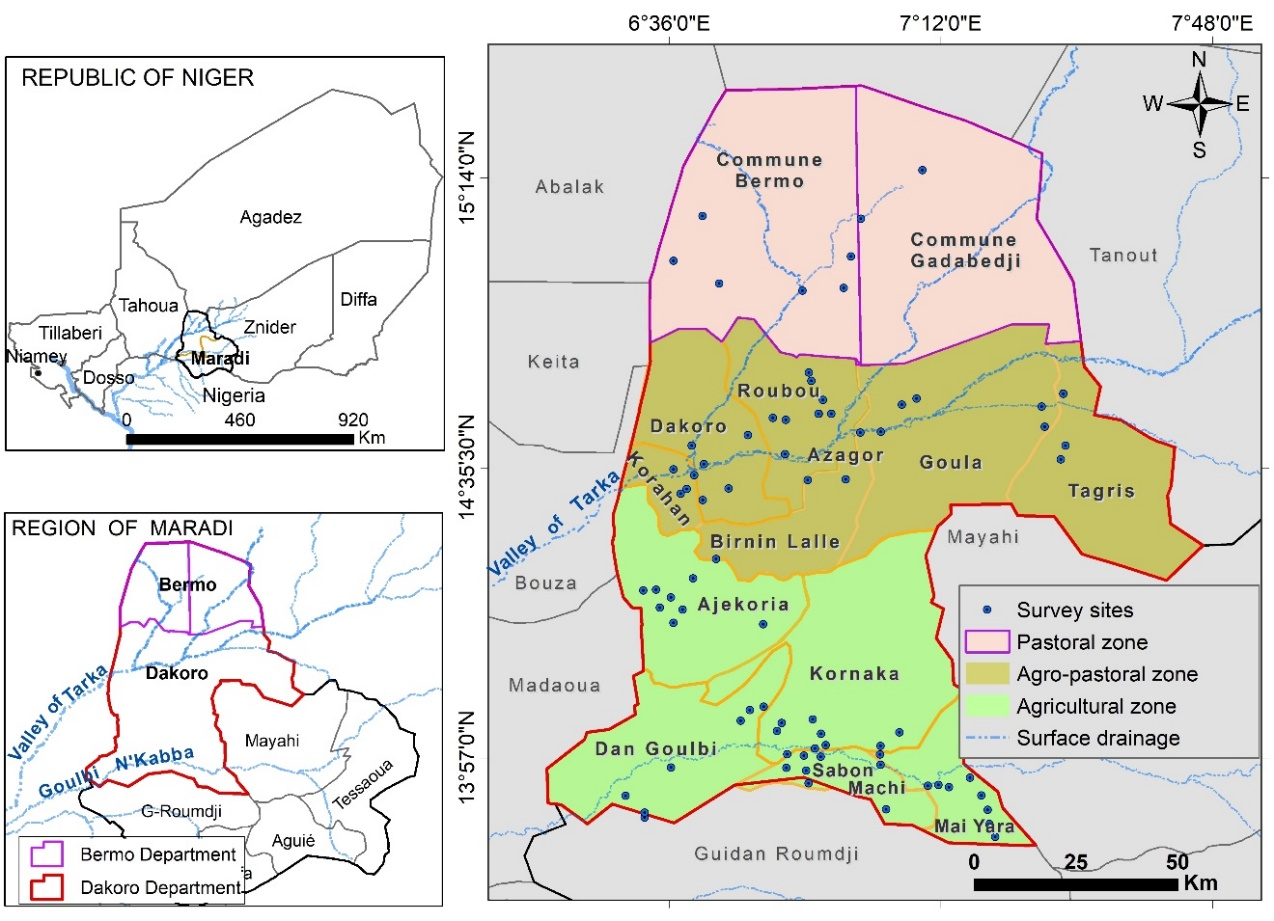 REPUBLIC OF NIGER
Agadez
Tahoua
Diffa
Tillaberi
Znider
Niamey
Maradi
Dosso
Nigeria
0 460 920
Km
REGION OF MARADI
Bermo
Dakoro
Valley of Tarka
Mayahi
Goulbi N'Kabba
Tessaoua
G-Roumdji
Aguié
Bermo Department
Dakoro Department
6°36'0"E 7°12'0"E 7°48'0"E
15°14'0"N
14°35'30"N
13°57'0"N
N
W E
S
Commune
Bermo
Abalak
Commune
Gadabedji
Tanout
Keita
Roubou
Dakoro
Azagor
Goula
Korahan
Tagris
Valley of Tarka
Birnin Lalle
Mayahi
Bouza
Ajekoria
Kornaka
Madaoua
Dan Goulbi
Sabon
Machi
Mai Yara
Guidan Roumdji
Survey sites
Pastoral zone
Agro-pastoral zone
Agricultural zone
Surface drainage
0 25 50
Km